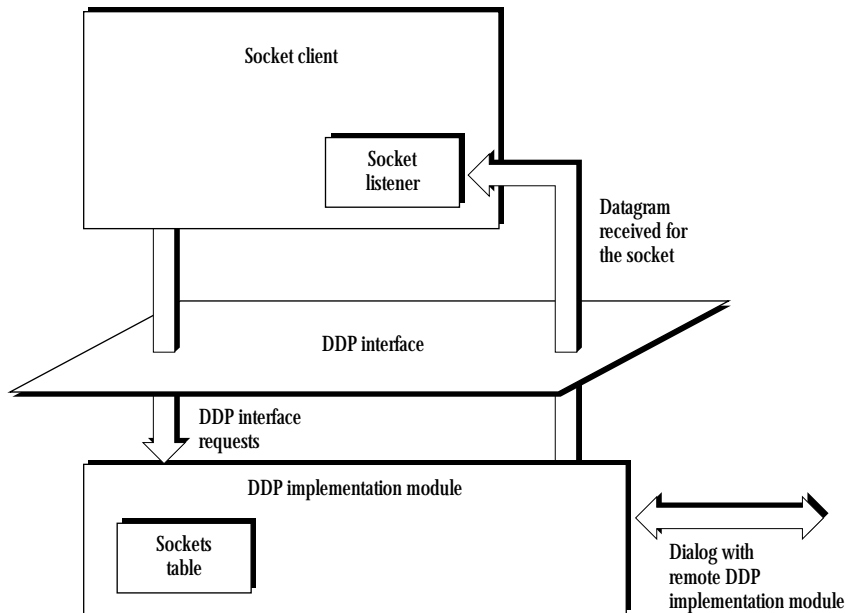 Socket client
Socket
listener
Datagram
received for
the socket
DDP interface
DDP interface
requests
DDP implementation module
Sockets
table
Dialog with
remote DDP
implementation module